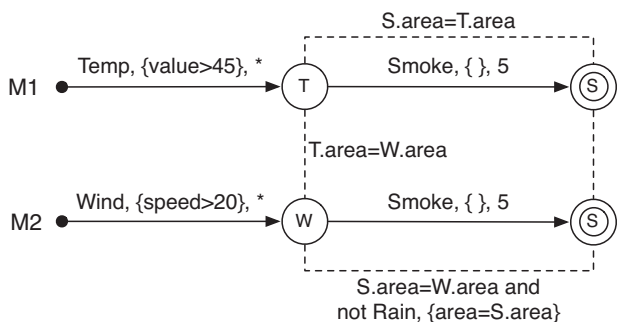 S.area=T.area
Temp, {value>45}, *
Smoke, { }, 5
M1
T
S
T.area=W.area
Wind, {speed>20}, *
Smoke, { }, 5
M2
W
S
S.area=W.area and
not Rain, {area=S.area}